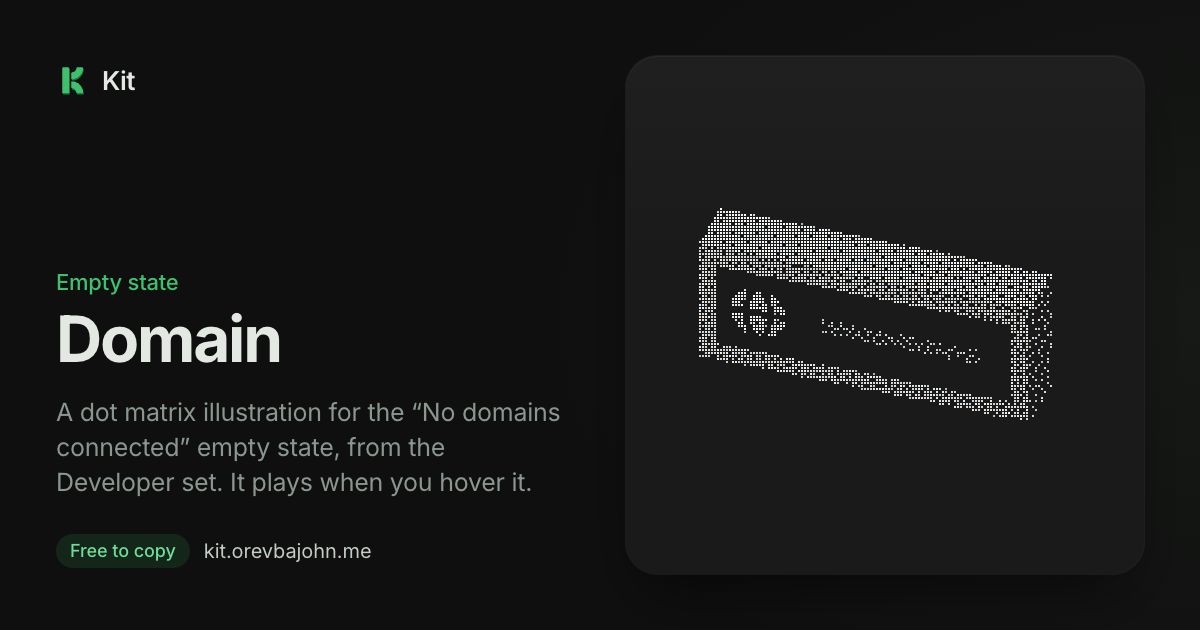 Kit
Empty state
Domain
A dot matrix illustration for the “No domains
connected” empty state, from the
Developer set. It plays when you hover it.
Free to copy
kit.orevbajohn.me